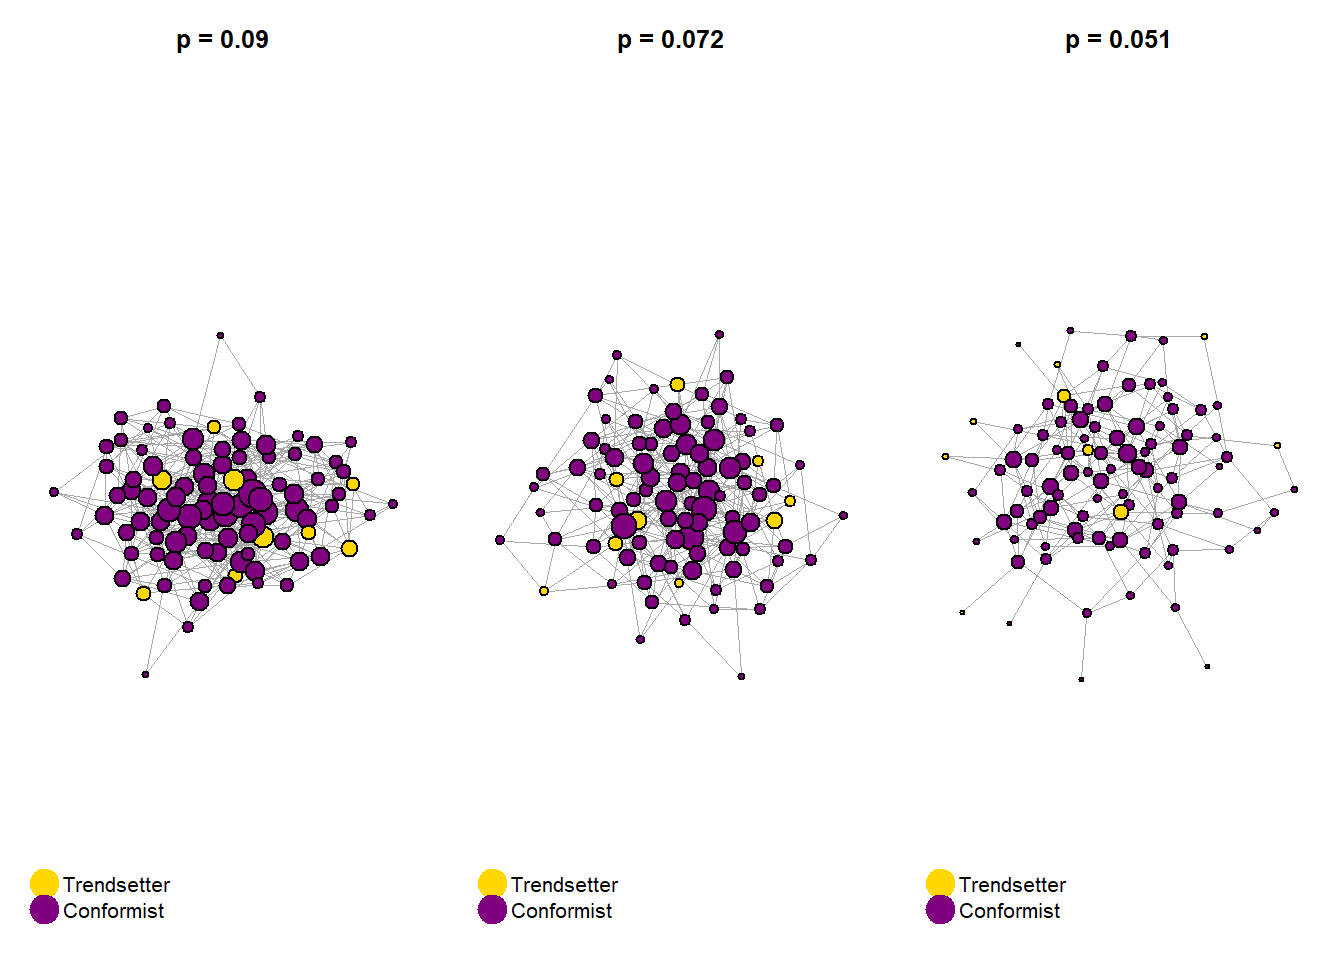 p = 0.09
p = 0.072
p = 0.051
Trendsetter
Conformist
Trendsetter
Conformist
Trendsetter
Conformist